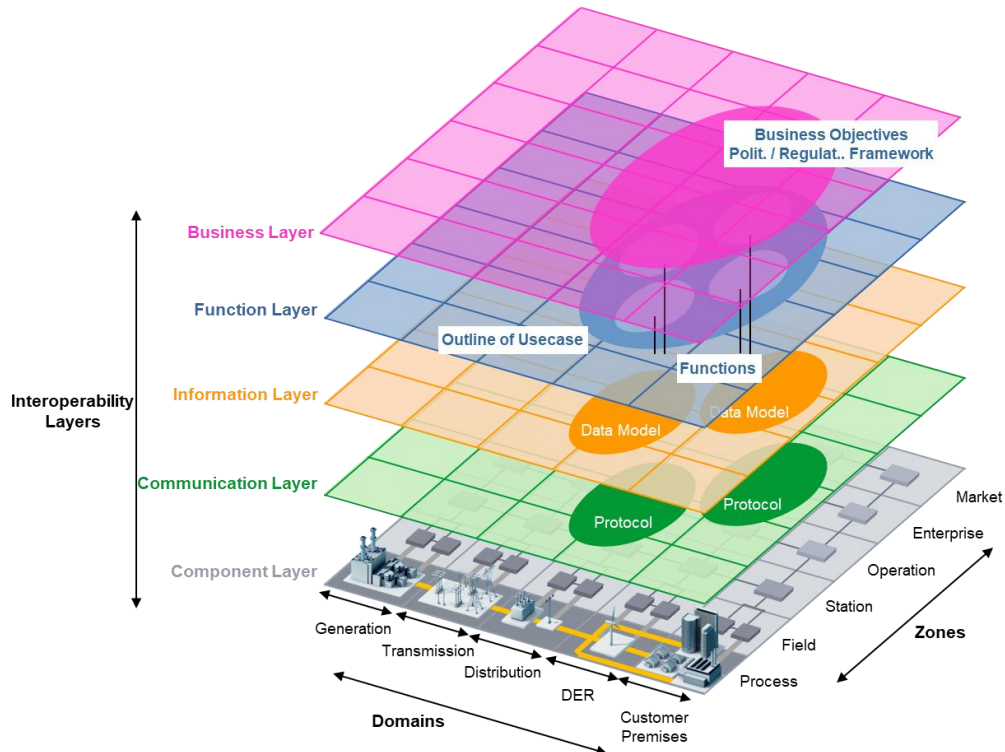 Business Objectives
Polit. / Regulat.. Framework
Business Layer
Function Layer
Outline of Usecase
Functions
Information Layer
Interoperability
Layers
Data Model
Data Model
Communication Layer
Protocol
Protocol
Component Layer
Market
Enterprise
Operation
Station
Field
Process
Zones
Generation
Transmission
Distribution
DER
Customer
Premises
Domains